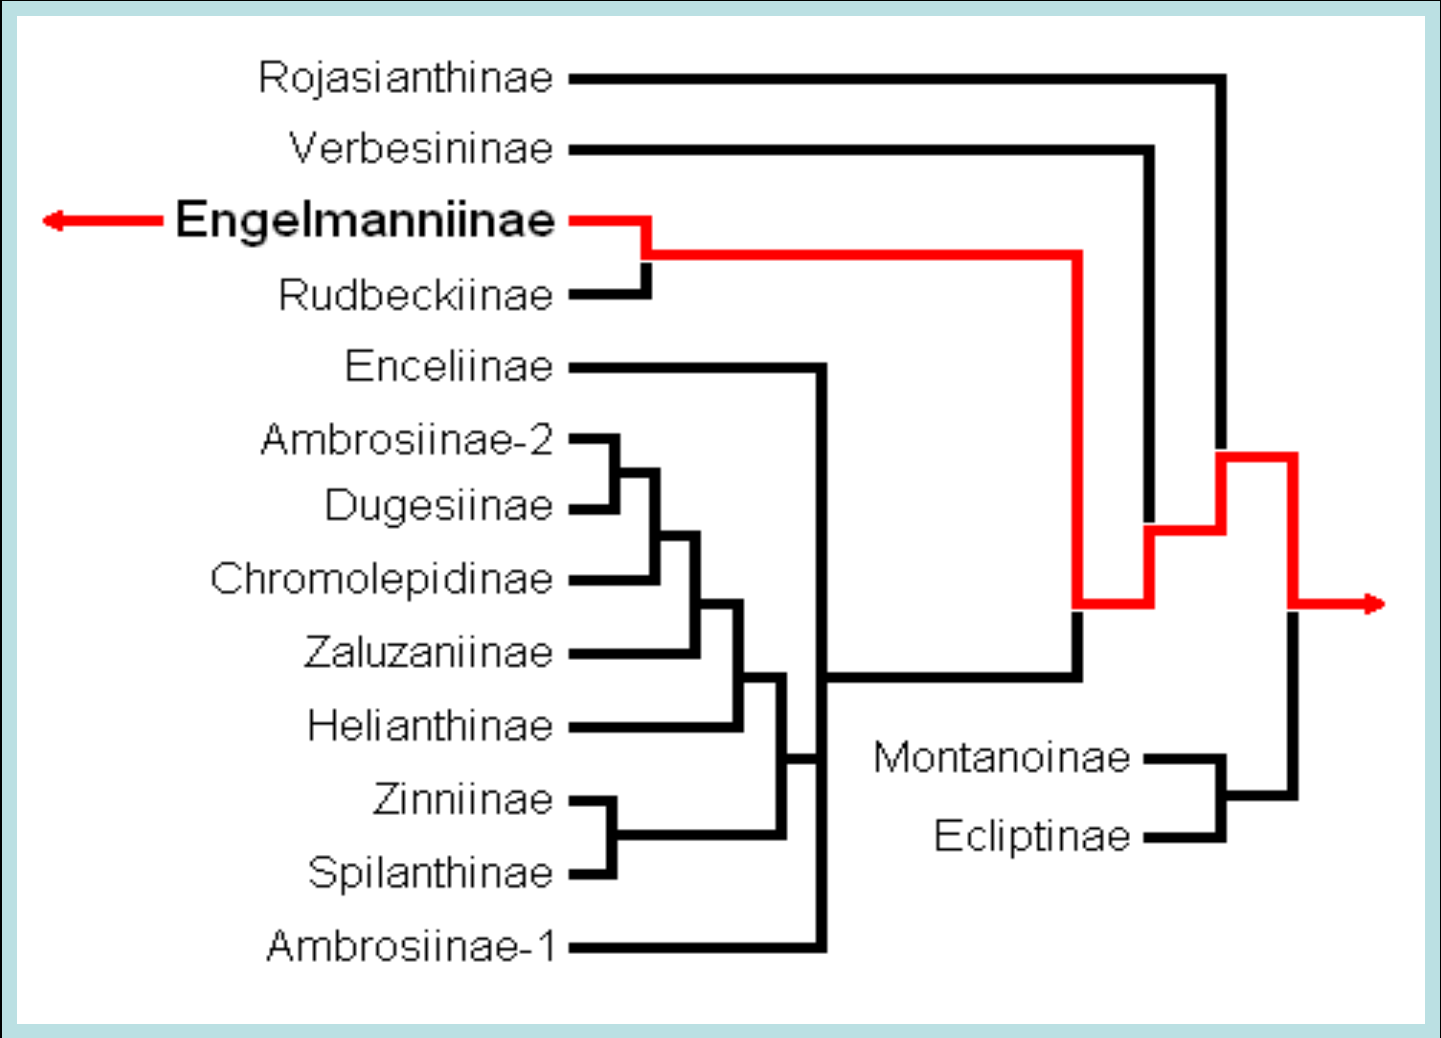 Rojasianthinae
Verbesininae
Engelmanniinae
Rudbeckiinae
Enceliinae
Ambrosiinae-2
Dugesiinae
Chromolepidinae
Zaluzaniinae
Helianthinae
Montanoinae
Zinniinae
Ecliptinae
Spilanthinae
Ambrosiinae-1